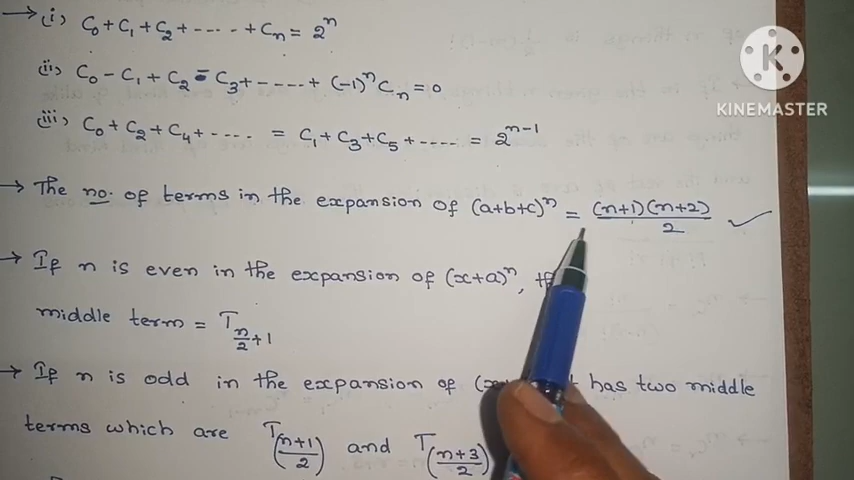 → (i) C₀ + C₁ + C₂ + ---- + Cₙ = 2ⁿ
(ii) C₀ - C₁ + C₂ - C₃ + ---- + (-1)ⁿ Cₙ = 0
(iii) C₀ + C₂ + C₄ + ---- = C₁ + C₃ + C₅ + ---- = 2ⁿ⁻¹
→ The no. of terms in the expansion of (a+b+c)ⁿ = (n+1)(n+2)/2 ✓
→ If n is even in the expansion of (x+a)ⁿ,
middle term = T_(n/2+1)
→ If n is odd in the expansion of has two middle
terms which are T_((n+1)/2) and T_((n+3)/2)
KINEMASTER